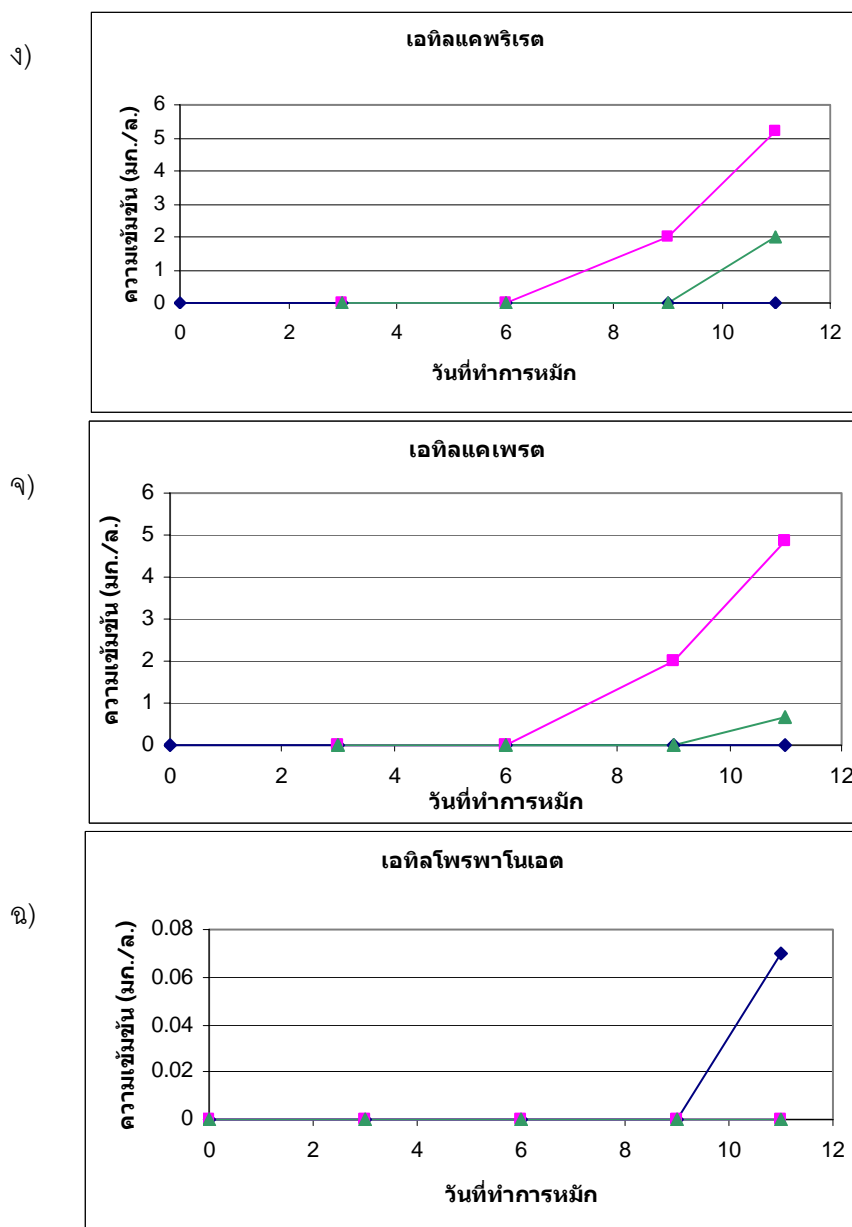 ง)
เอทิลแคพริเรต
ความเข้มข้น (มก./ล.)
6
5
4
3
2
1
0
0 2 4 6 8 10 12
วันที่ทำการหมัก
จ)
เอทิลแคเพรต
ความเข้มข้น (มก./ล.)
6
5
4
3
2
1
0
0 2 4 6 8 10 12
วันที่ทำการหมัก
ฉ)
เอทิลโพรพาโนเอต
ความเข้มข้น (มก./ล.)
0.08
0.06
0.04
0.02
0
0 2 4 6 8 10 12
วันที่ทำการหมัก